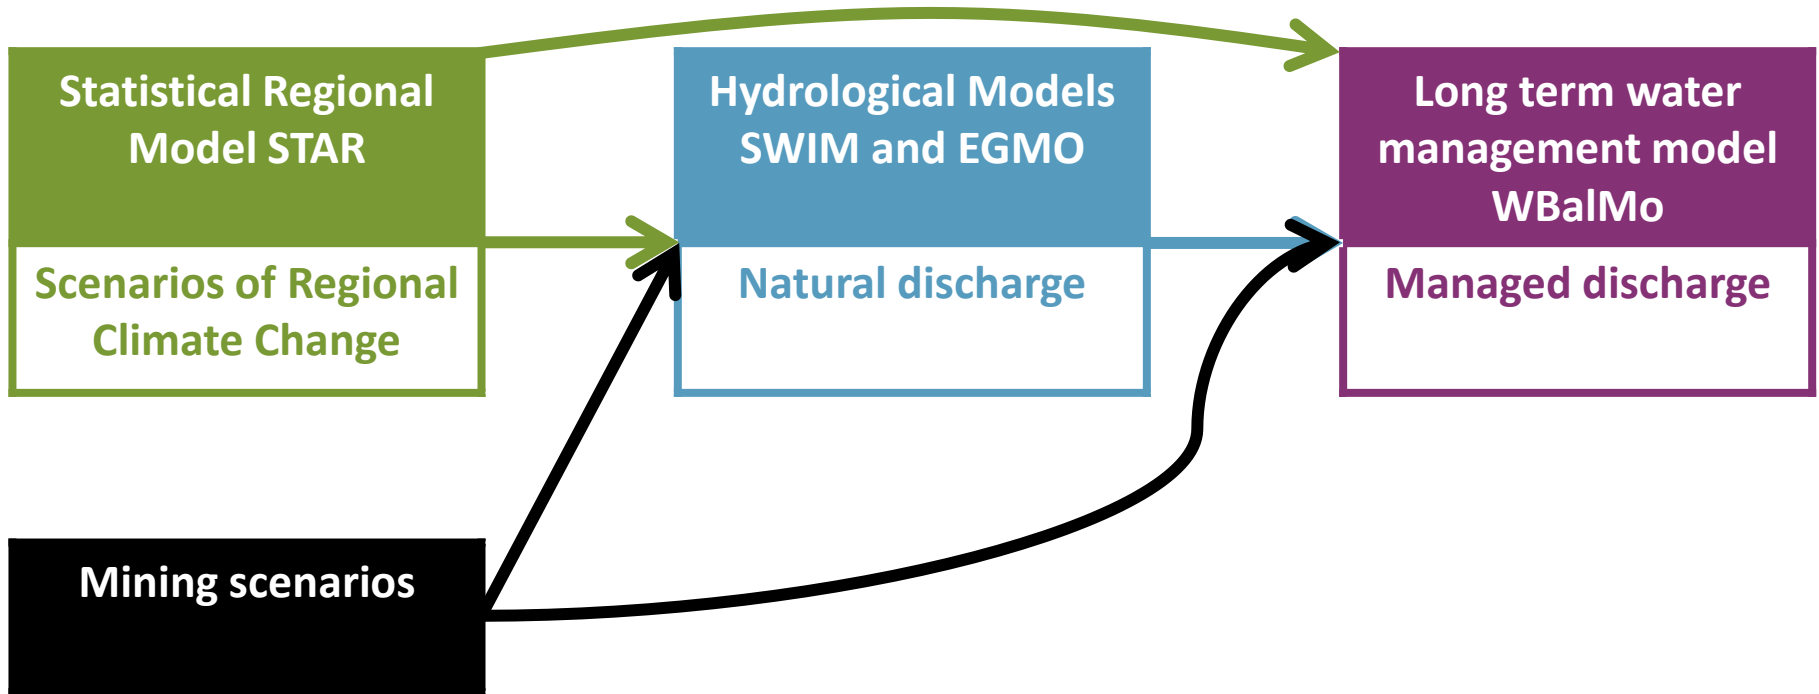 Statistical Regional
Model STAR
Scenarios of Regional
Climate Change
Hydrological Models
SWIM and EGMO
Natural discharge
Long term water
management model
WBalMo
Managed discharge
Mining scenarios